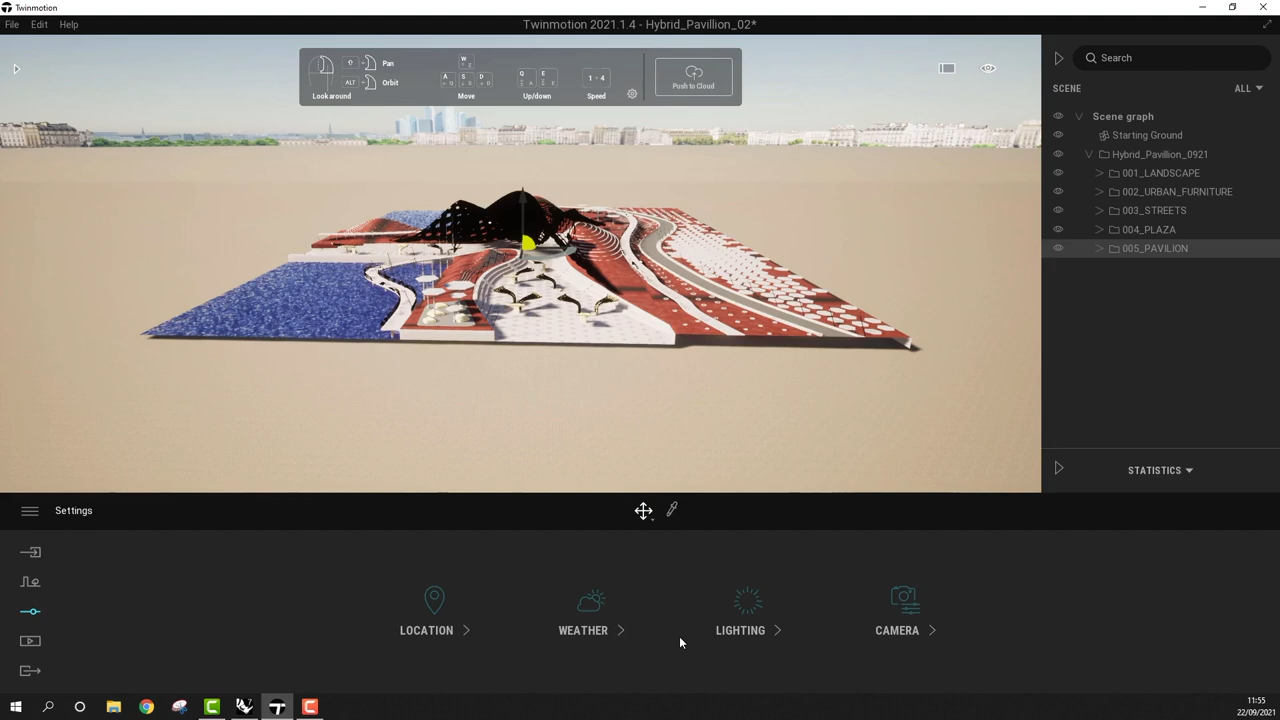 Twinmotion
File Edit Help
Twinmotion 2021.1.4 - Hybrid_Pavillion_02*
Pan
ALT
Orbit
Look around
W
A S D
Move
Q E
Up/down
1 ÷ 4
Speed
Push to Cloud
Search
SCENE
ALL
Scene graph
Starting Ground
Hybrid_Pavillion_0921
001_LANDSCAPE
002_URBAN_FURNITURE
003_STREETS
004_PLAZA
005_PAVILION
STATISTICS
Settings
LOCATION
WEATHER
LIGHTING
CAMERA
11:55
22/09/2021